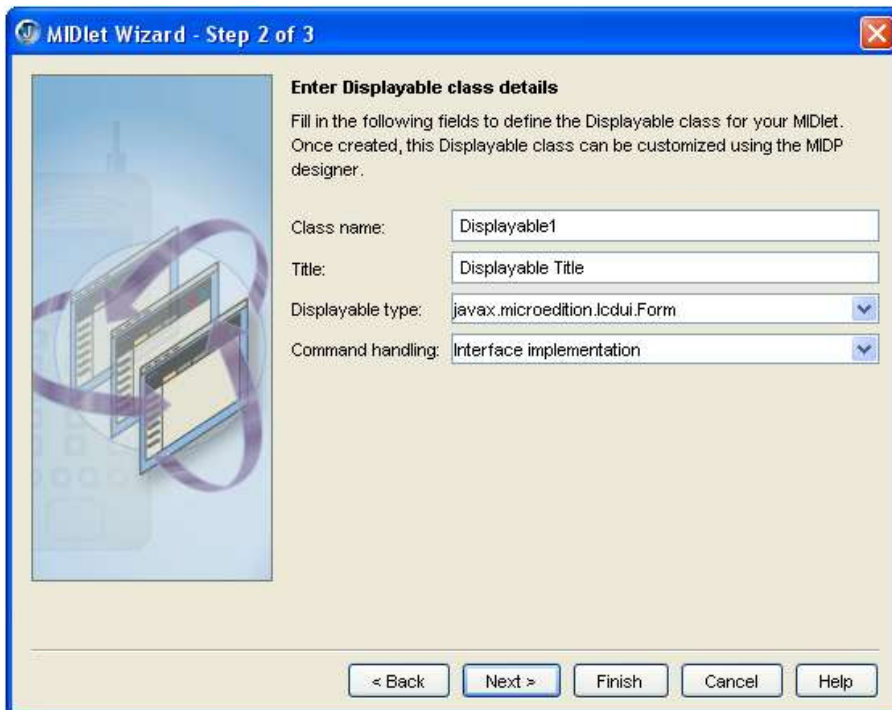 MIDlet Wizard - Step 2 of 3
Enter Displayable class details
Fill in the following fields to define the Displayable class for your MIDlet.
Once created, this Displayable class can be customized using the MIDP
designer.
Class name: Displayable1
Title: Displayable Title
Displayable type: javax.microedition.lcdui.Form
Command handling: Interface implementation
< Back Next > Finish Cancel Help